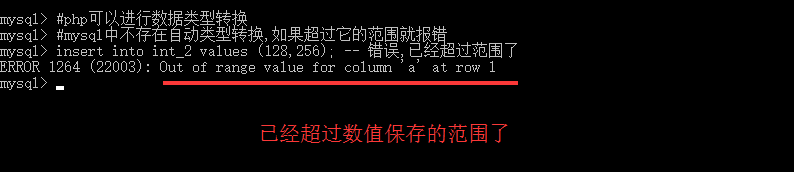 mysql> #php可以进行数据类型转换
mysql> #mysql中不存在自动类型转换,如果超过它的范围就报错
mysql> insert into int_2 values (128,256); -- 错误,已经超过范围了
ERROR 1264 (22003): Out of range value for column 'a' at row 1
mysql>
已经超过数值保存的范围了